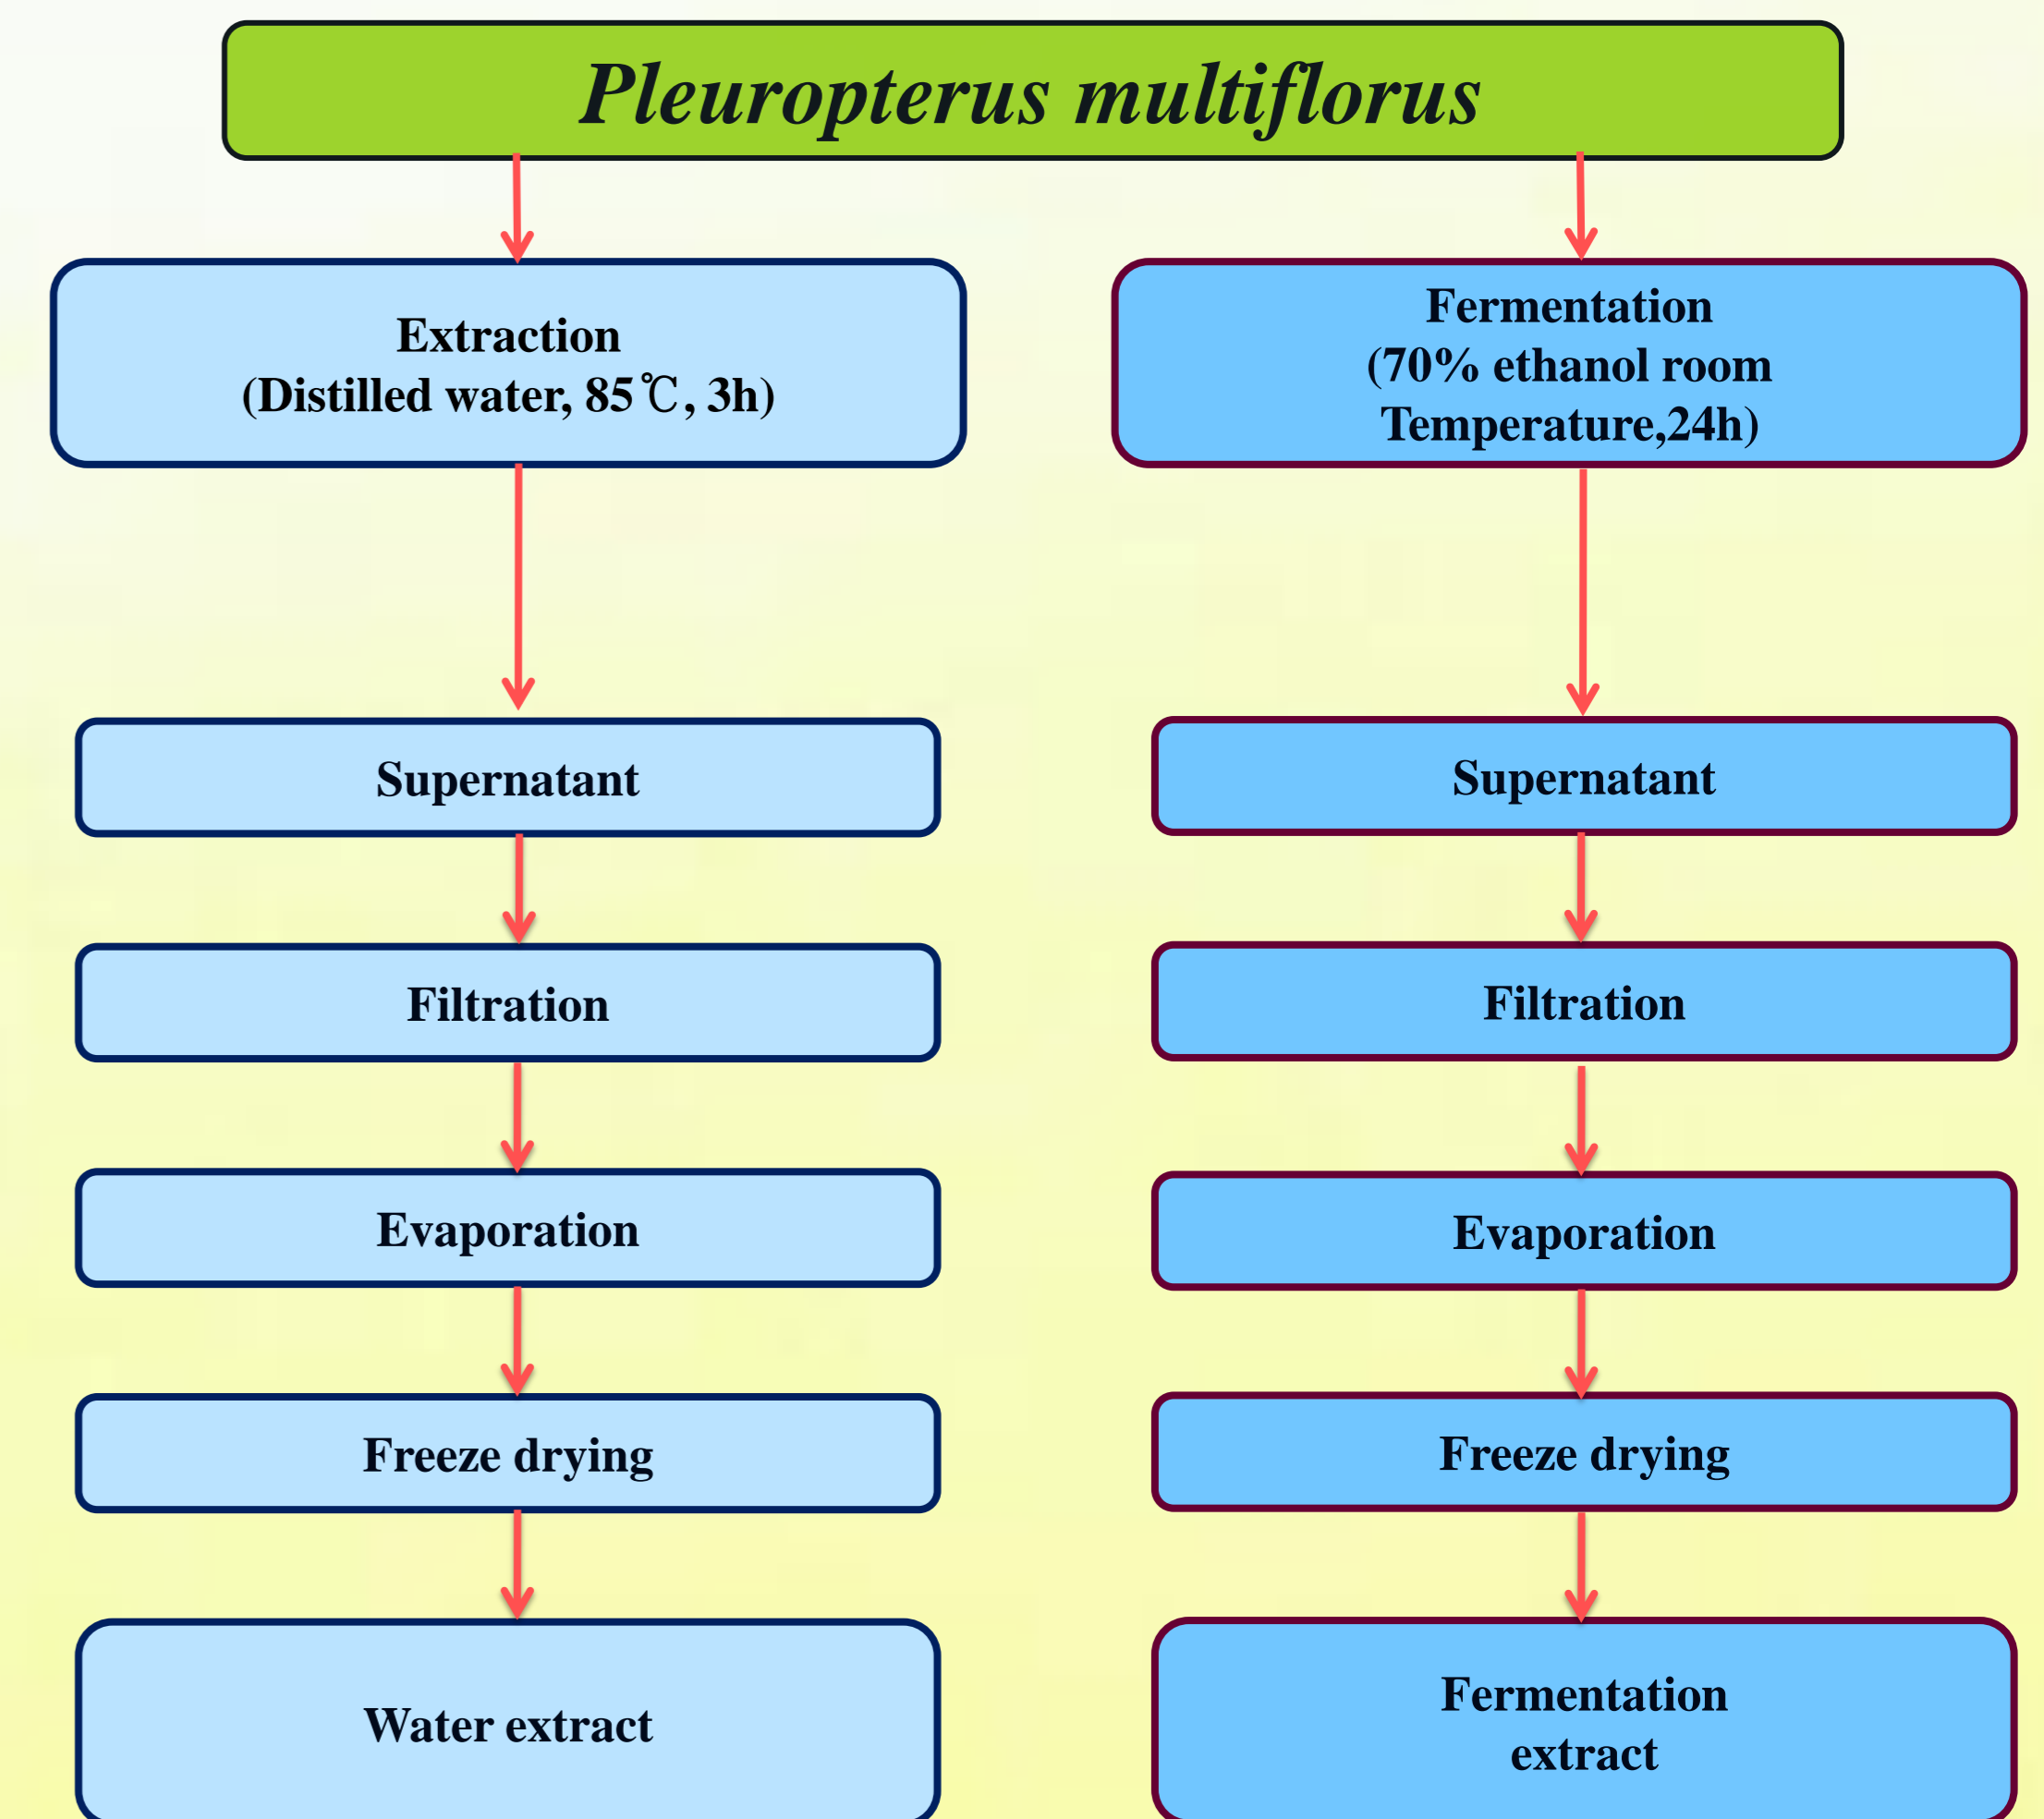 Pleuropterus multiflorus
Extraction
(Distilled water, 85℃, 3h)
Supernatant
Filtration
Evaporation
Freeze drying
Water extract
Fermentation
(70% ethanol room
Temperature,24h)
Supernatant
Filtration
Evaporation
Freeze drying
Fermentation
extract